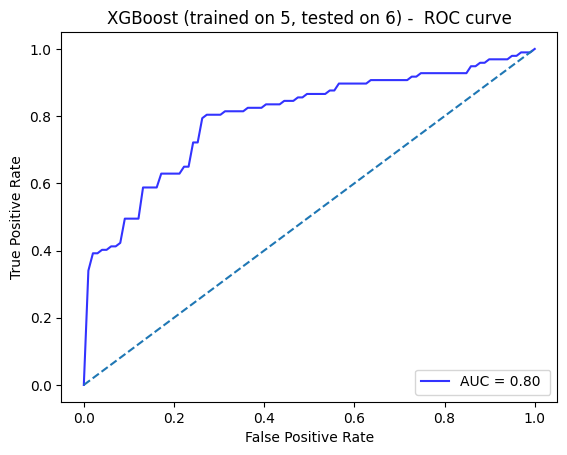 XGBoost (trained on 5, tested on 6) -  ROC curve
True Positive Rate
1.0
0.8
0.6
0.4
0.2
0.0
AUC = 0.80
0.0 0.2 0.4 0.6 0.8 1.0
False Positive Rate